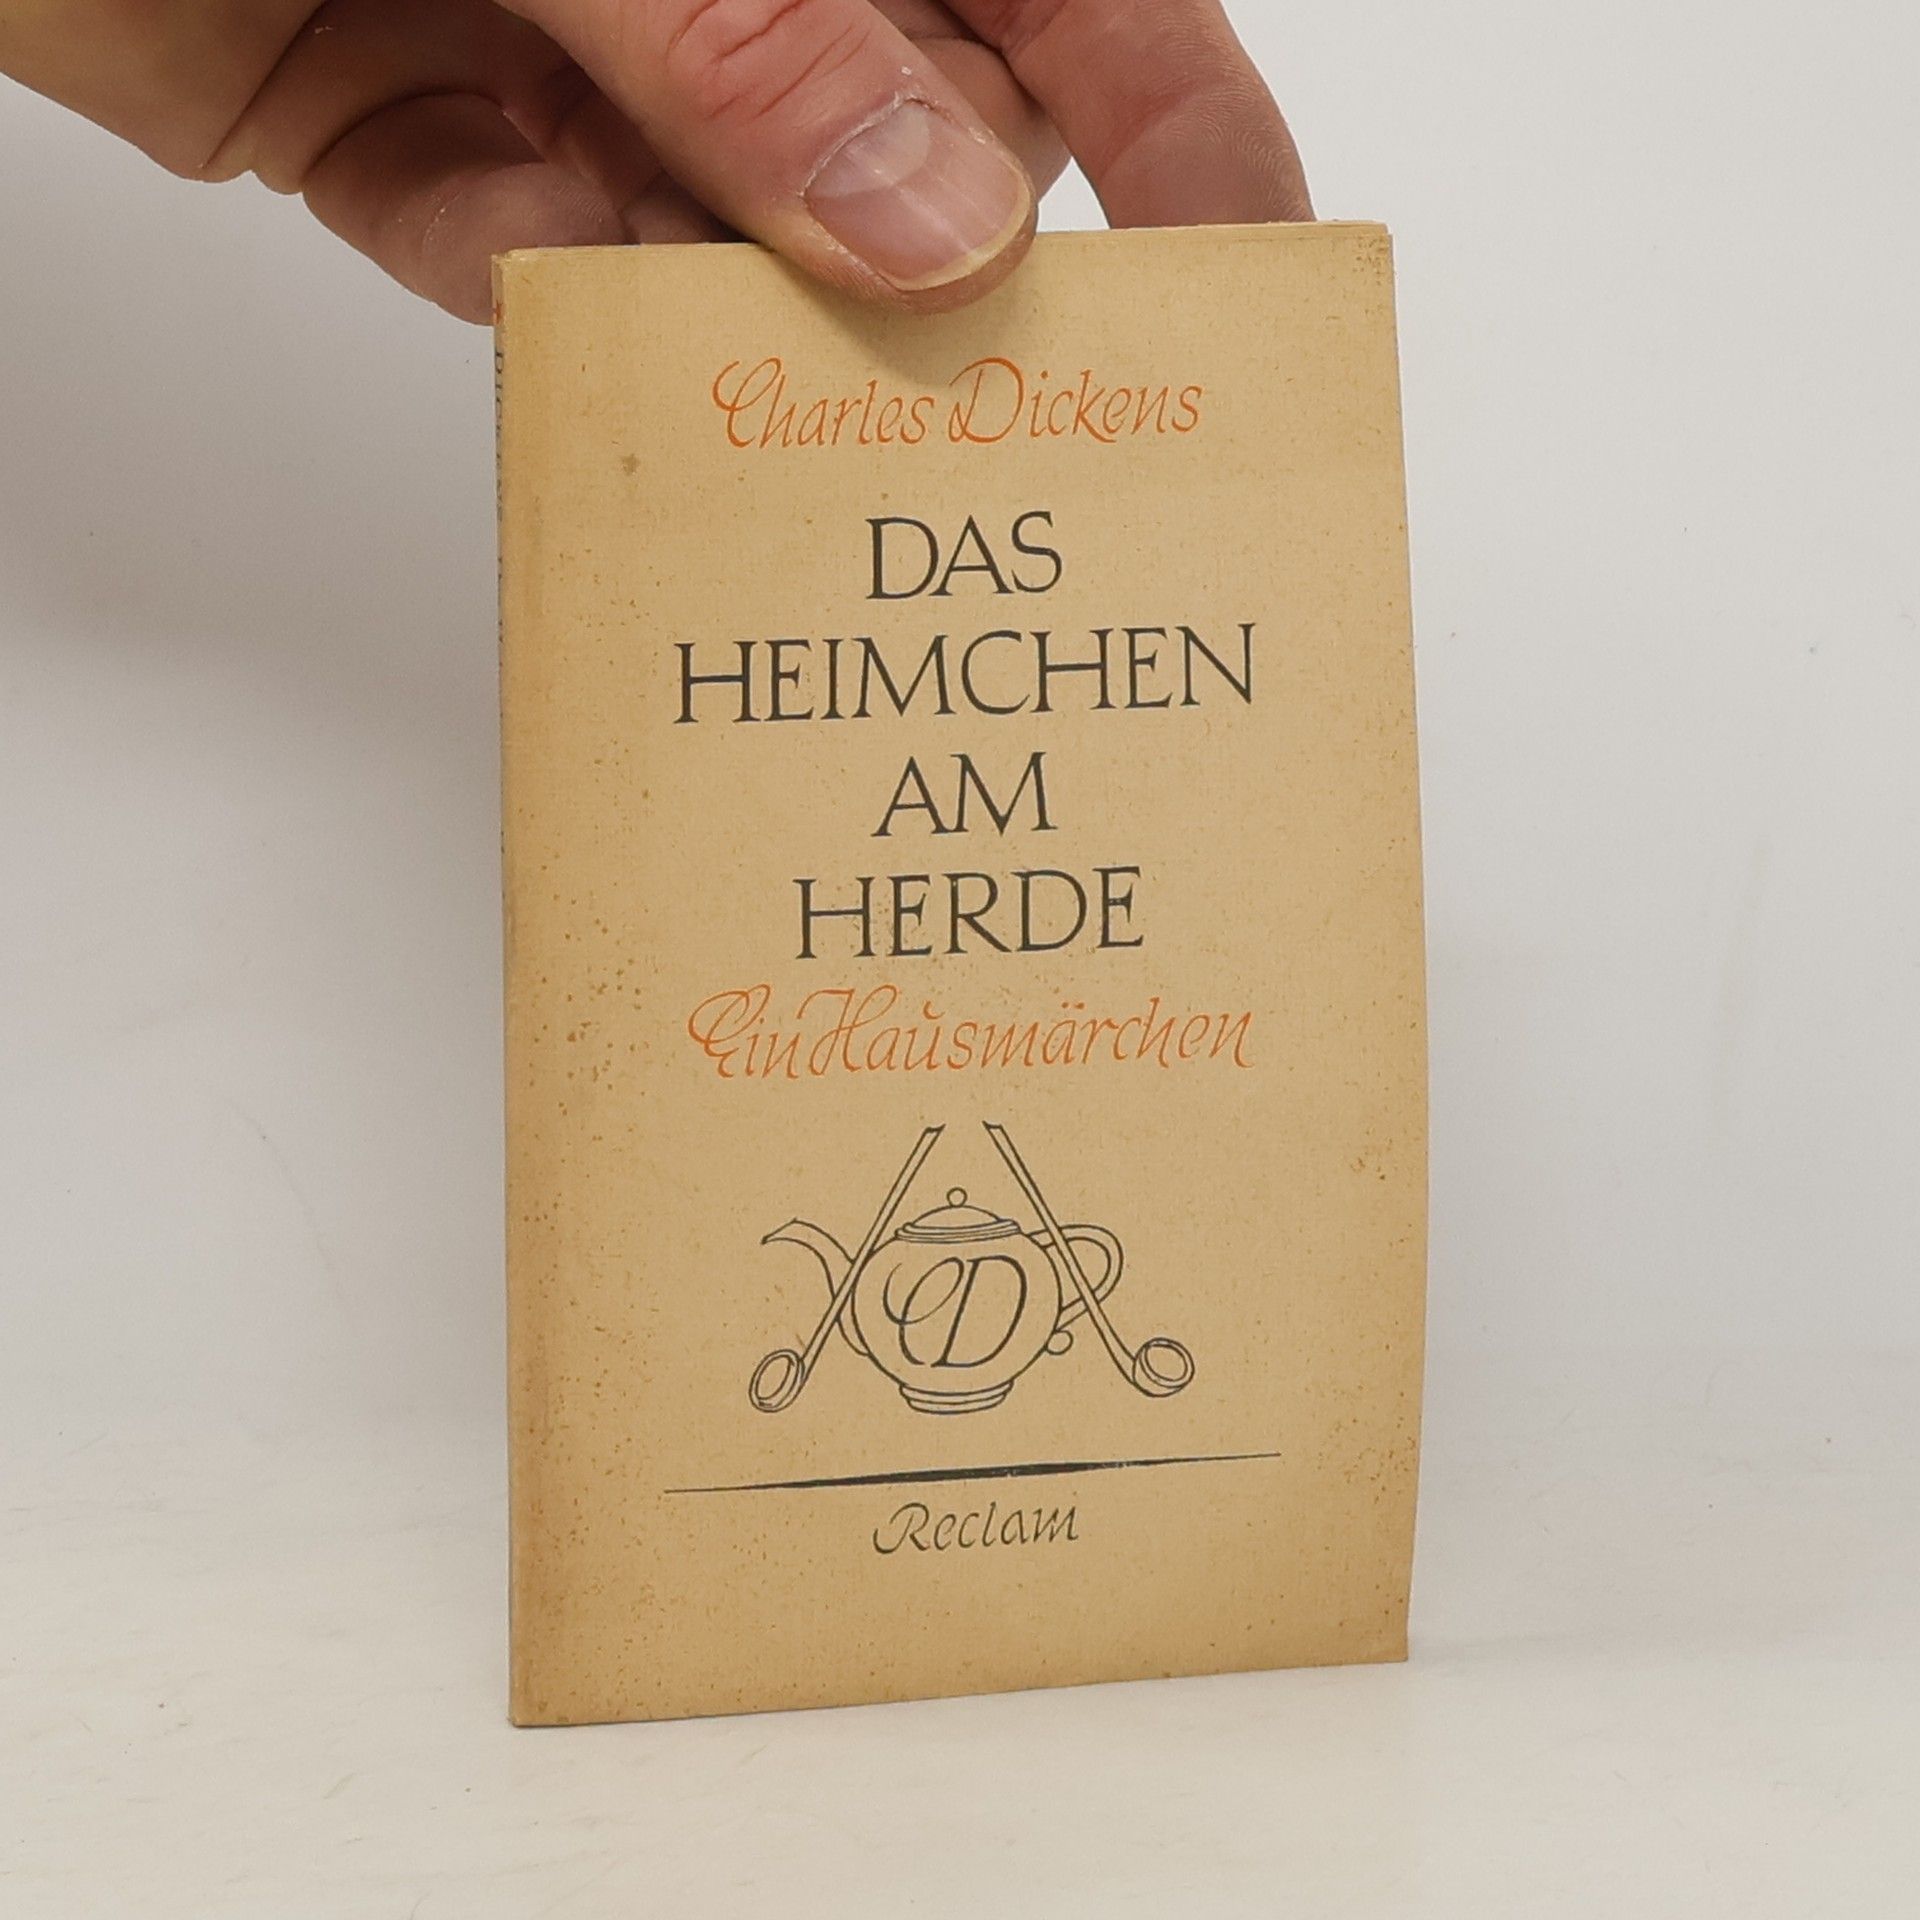 Charles Dickens
DAS
HEIMCHEN
AM
HERDE
Ein Hausmärchen
CD
Reclam